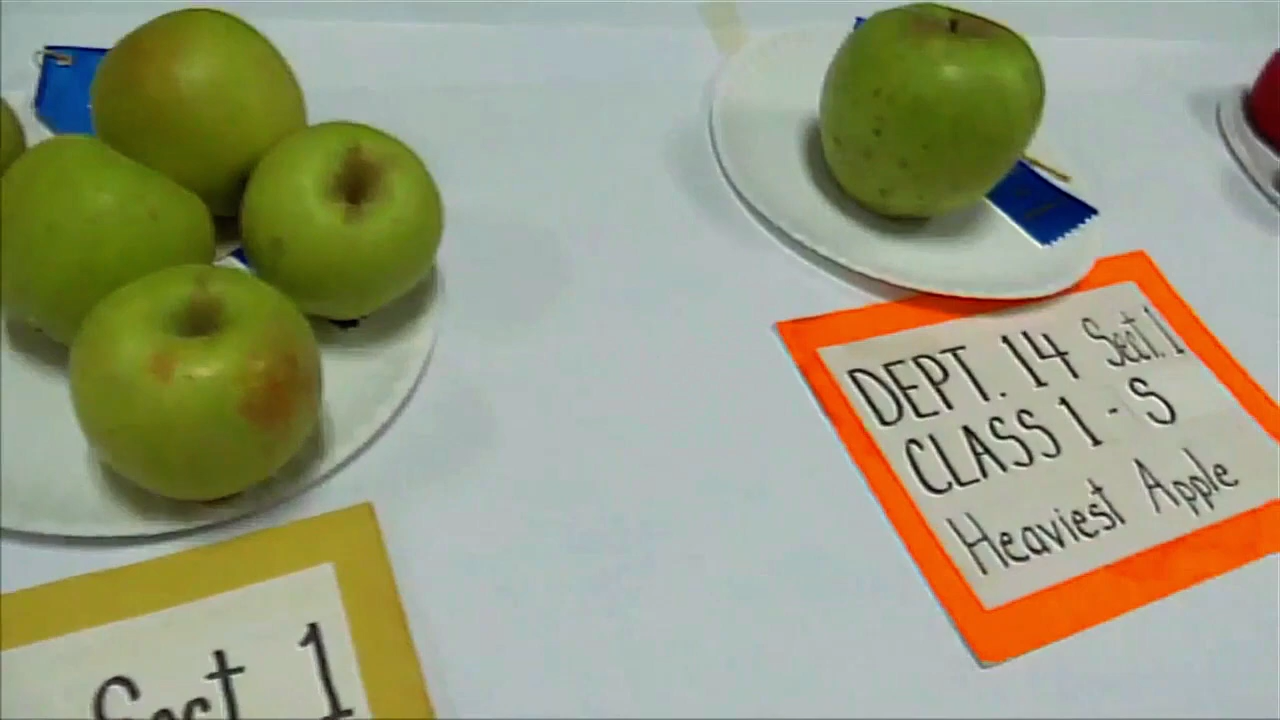 DEPT. 14 Sect. 1
CLASS 1 - S
Heaviest Apple
Sect 1